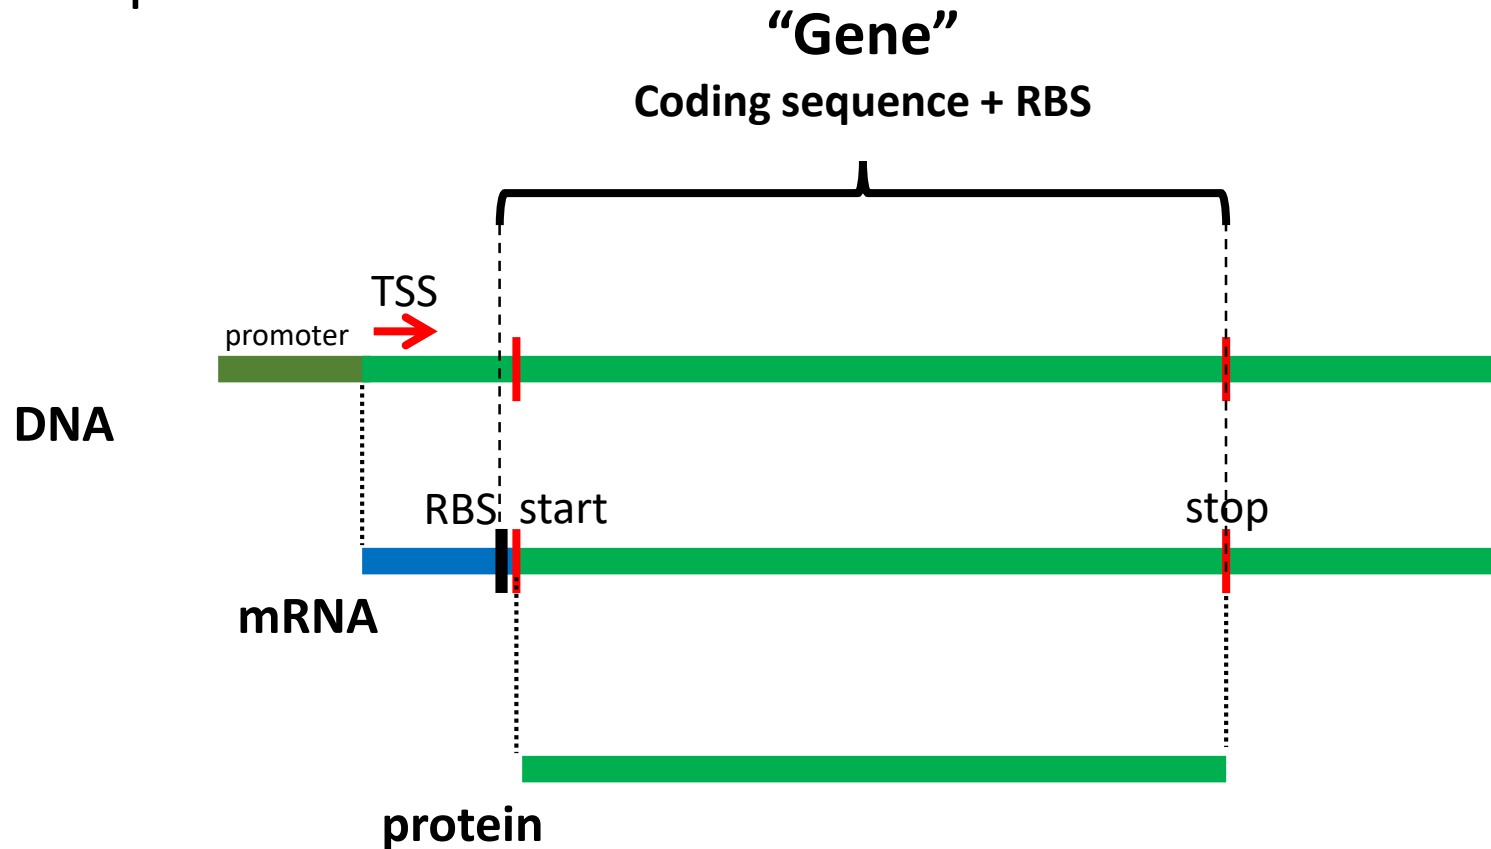 “Gene”
Coding sequence + RBS
TSS
promoter
DNA
RBS start
stop
mRNA
protein